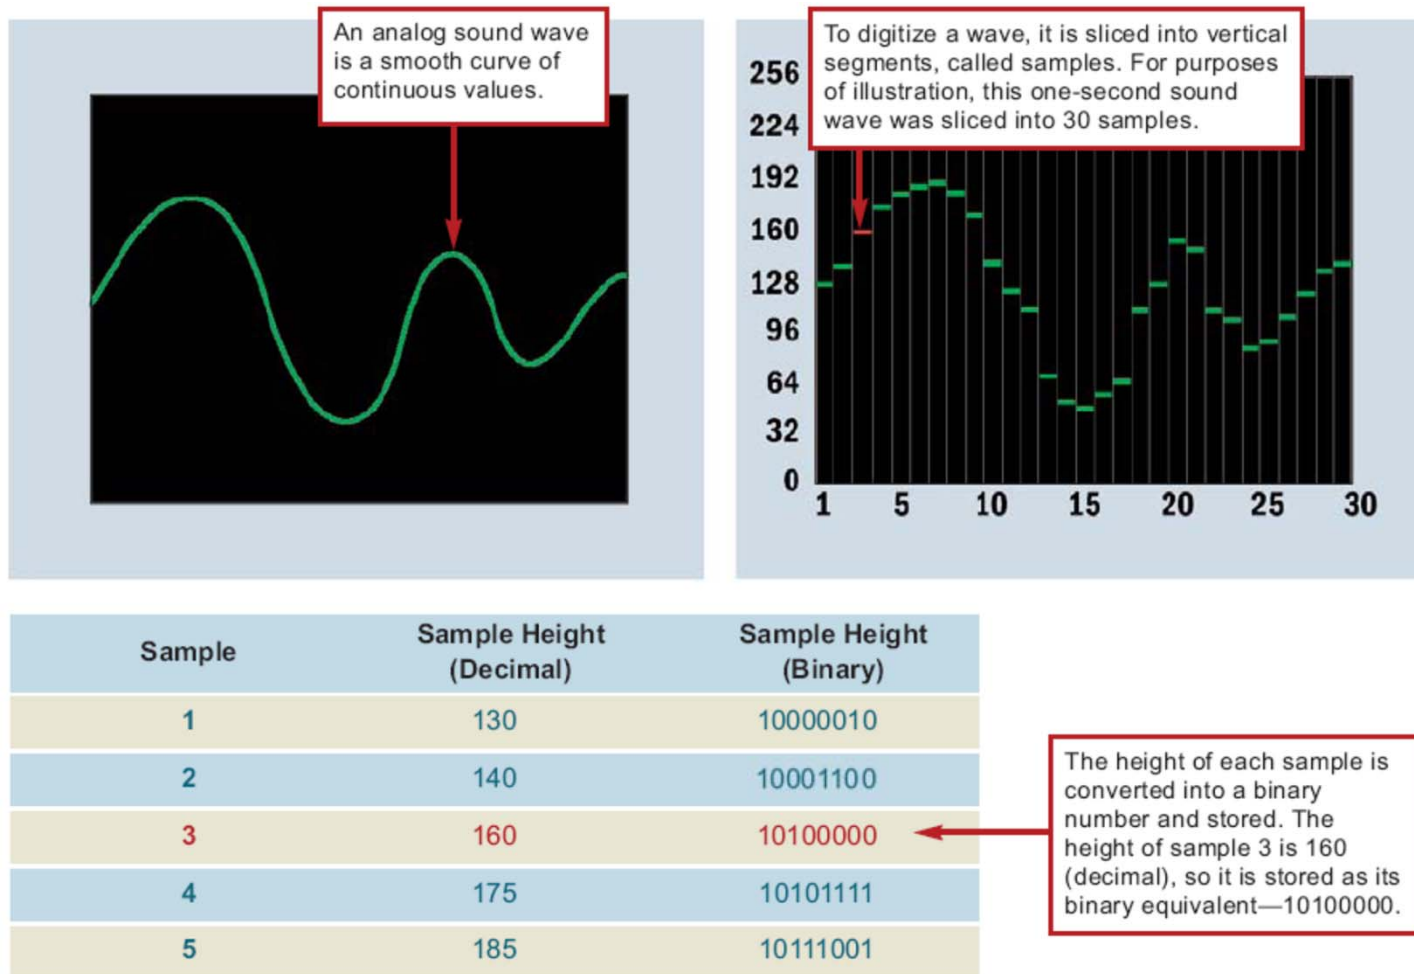 An analog sound wave
is a smooth curve of
continuous values.
To digitize a wave, it is sliced into vertical
segments, called samples. For purposes
of illustration, this one-second sound
wave was sliced into 30 samples.
256
224
192
160
128
96
64
32
0
1 5 10 15 20 25 30
Sample Sample Height (Decimal) Sample Height (Binary)
1 130 10000010
2 140 10001100
3 160 10100000
4 175 10101111
5 185 10111001
The height of each sample is
converted into a binary
number and stored. The
height of sample 3 is 160
(decimal), so it is stored as its
binary equivalent—10100000.